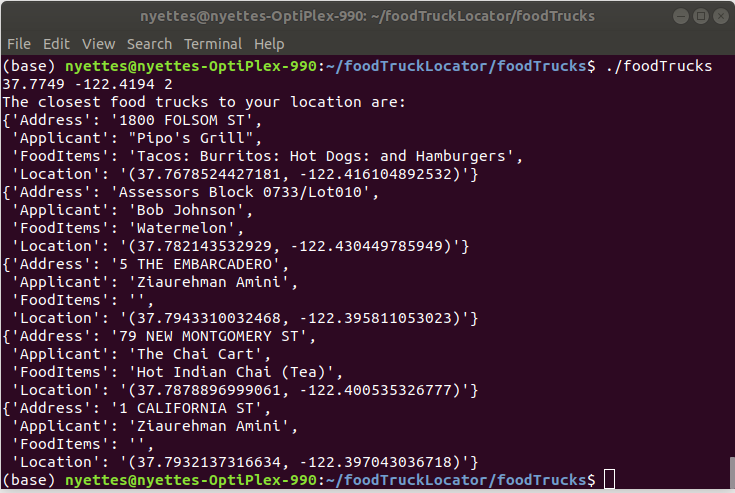 nyettes@nyettes-OptiPlex-990: ~/foodTruckLocator/foodTrucks
File Edit View Search Terminal Help
(base) nyettes@nyettes-OptiPlex-990:~/foodTruckLocator/foodTrucks$ ./foodTrucks
37.7749 -122.4194 2
The closest food trucks to your location are:
{'Address': '1800 FOLSOM ST',
 'Applicant': "Pipo's Grill",
 'FoodItems': 'Tacos: Burritos: Hot Dogs: and Hamburgers',
 'Location': '(37.7678524427181, -122.416104892532)'}
{'Address': 'Assessors Block 0733/Lot010',
 'Applicant': 'Bob Johnson',
 'FoodItems': 'Watermelon',
 'Location': '(37.782143532929, -122.430449785949)'}
{'Address': '5 THE EMBARCADERO',
 'Applicant': 'Ziaurehman Amini',
 'FoodItems': '',
 'Location': '(37.7943310032468, -122.395811053023)'}
{'Address': '79 NEW MONTGOMERY ST',
 'Applicant': 'The Chai Cart',
 'FoodItems': 'Hot Indian Chai (Tea)',
 'Location': '(37.7878896999061, -122.400535326777)'}
{'Address': '1 CALIFORNIA ST',
 'Applicant': 'Ziaurehman Amini',
 'FoodItems': '',
 'Location': '(37.7932137316634, -122.397043036718)'}
(base) nyettes@nyettes-OptiPlex-990:~/foodTruckLocator/foodTrucks$